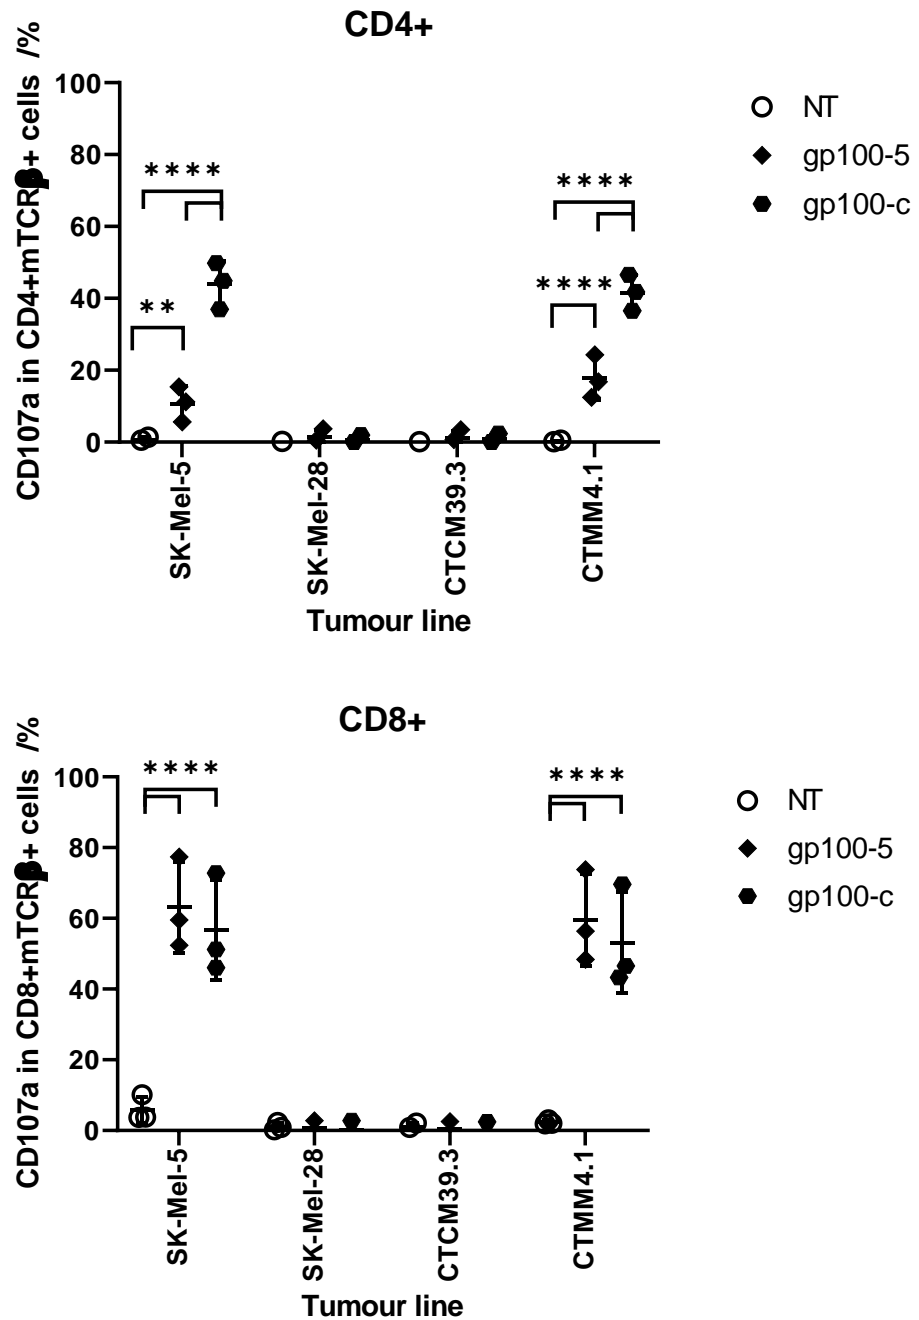 CD4+
CD107a in CD4+mTCRβ+ cells /%
100
80
60
40
20
0
****
**
****
****
NT
gp100-5
gp100-c
SK-Mel-5
SK-Mel-28
CTCM39.3
CTMM4.1
Tumour line
CD8+
CD107a in CD8+mTCRβ+ cells /%
100
80
60
40
20
0
****
****
NT
gp100-5
gp100-c
SK-Mel-5
SK-Mel-28
CTCM39.3
CTMM4.1
Tumour line